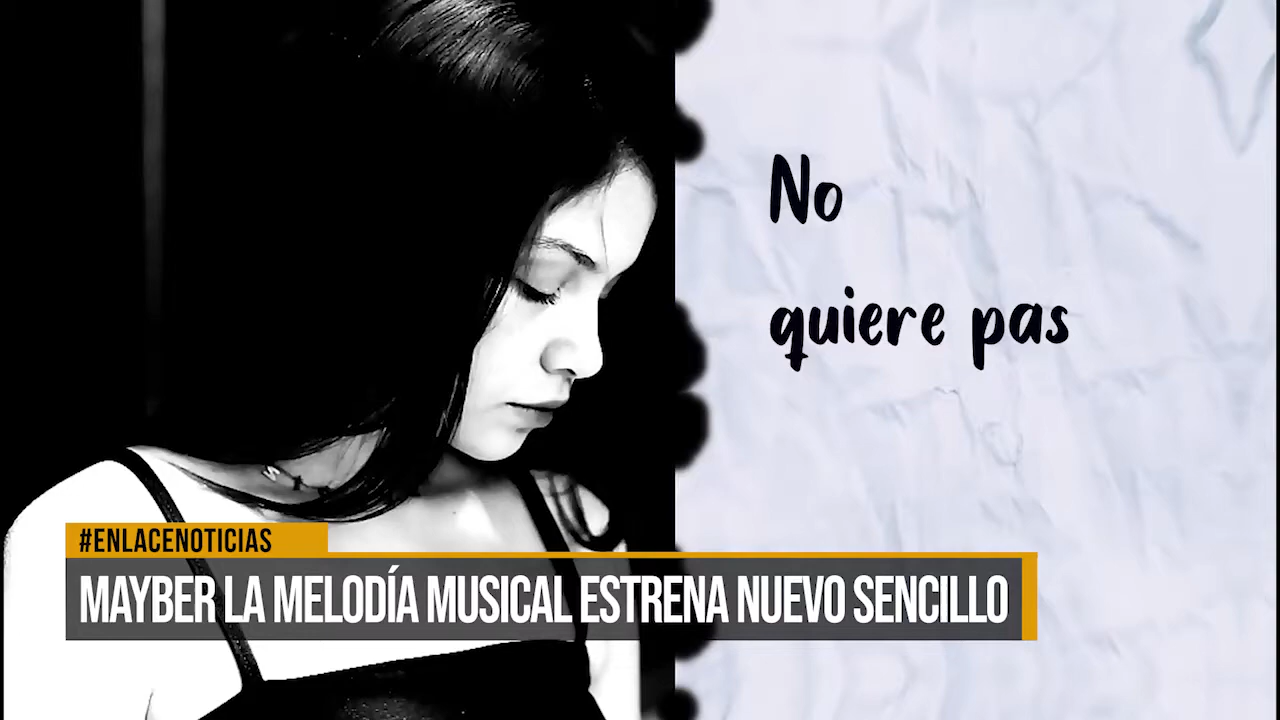 No
quiere pas
#ENLACENOTICIAS
MAYBER LA MELODÍA MUSICAL ESTRENA NUEVO SENCILLO